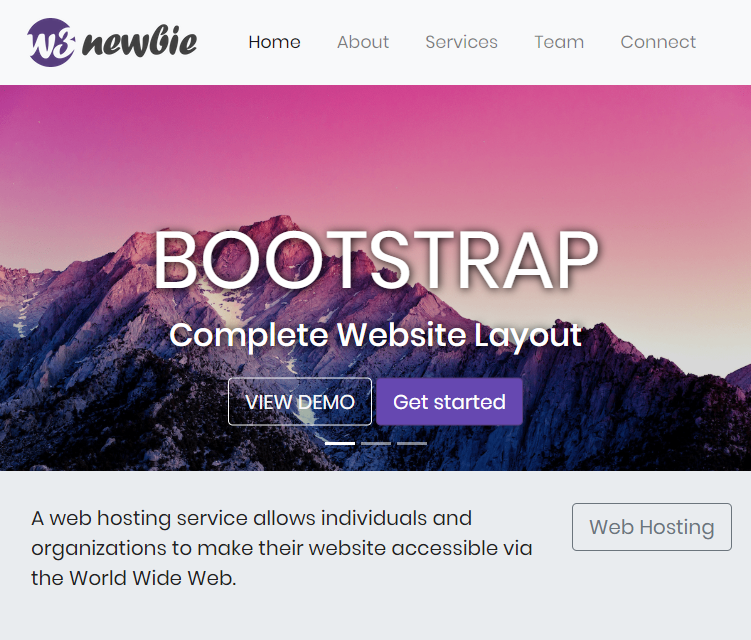 w3 newbie
Home About Services Team Connect
BOOTSTRAP
Complete Website Layout
VIEW DEMO Get started
A web hosting service allows individuals and
organizations to make their website accessible via
the World Wide Web.
Web Hosting